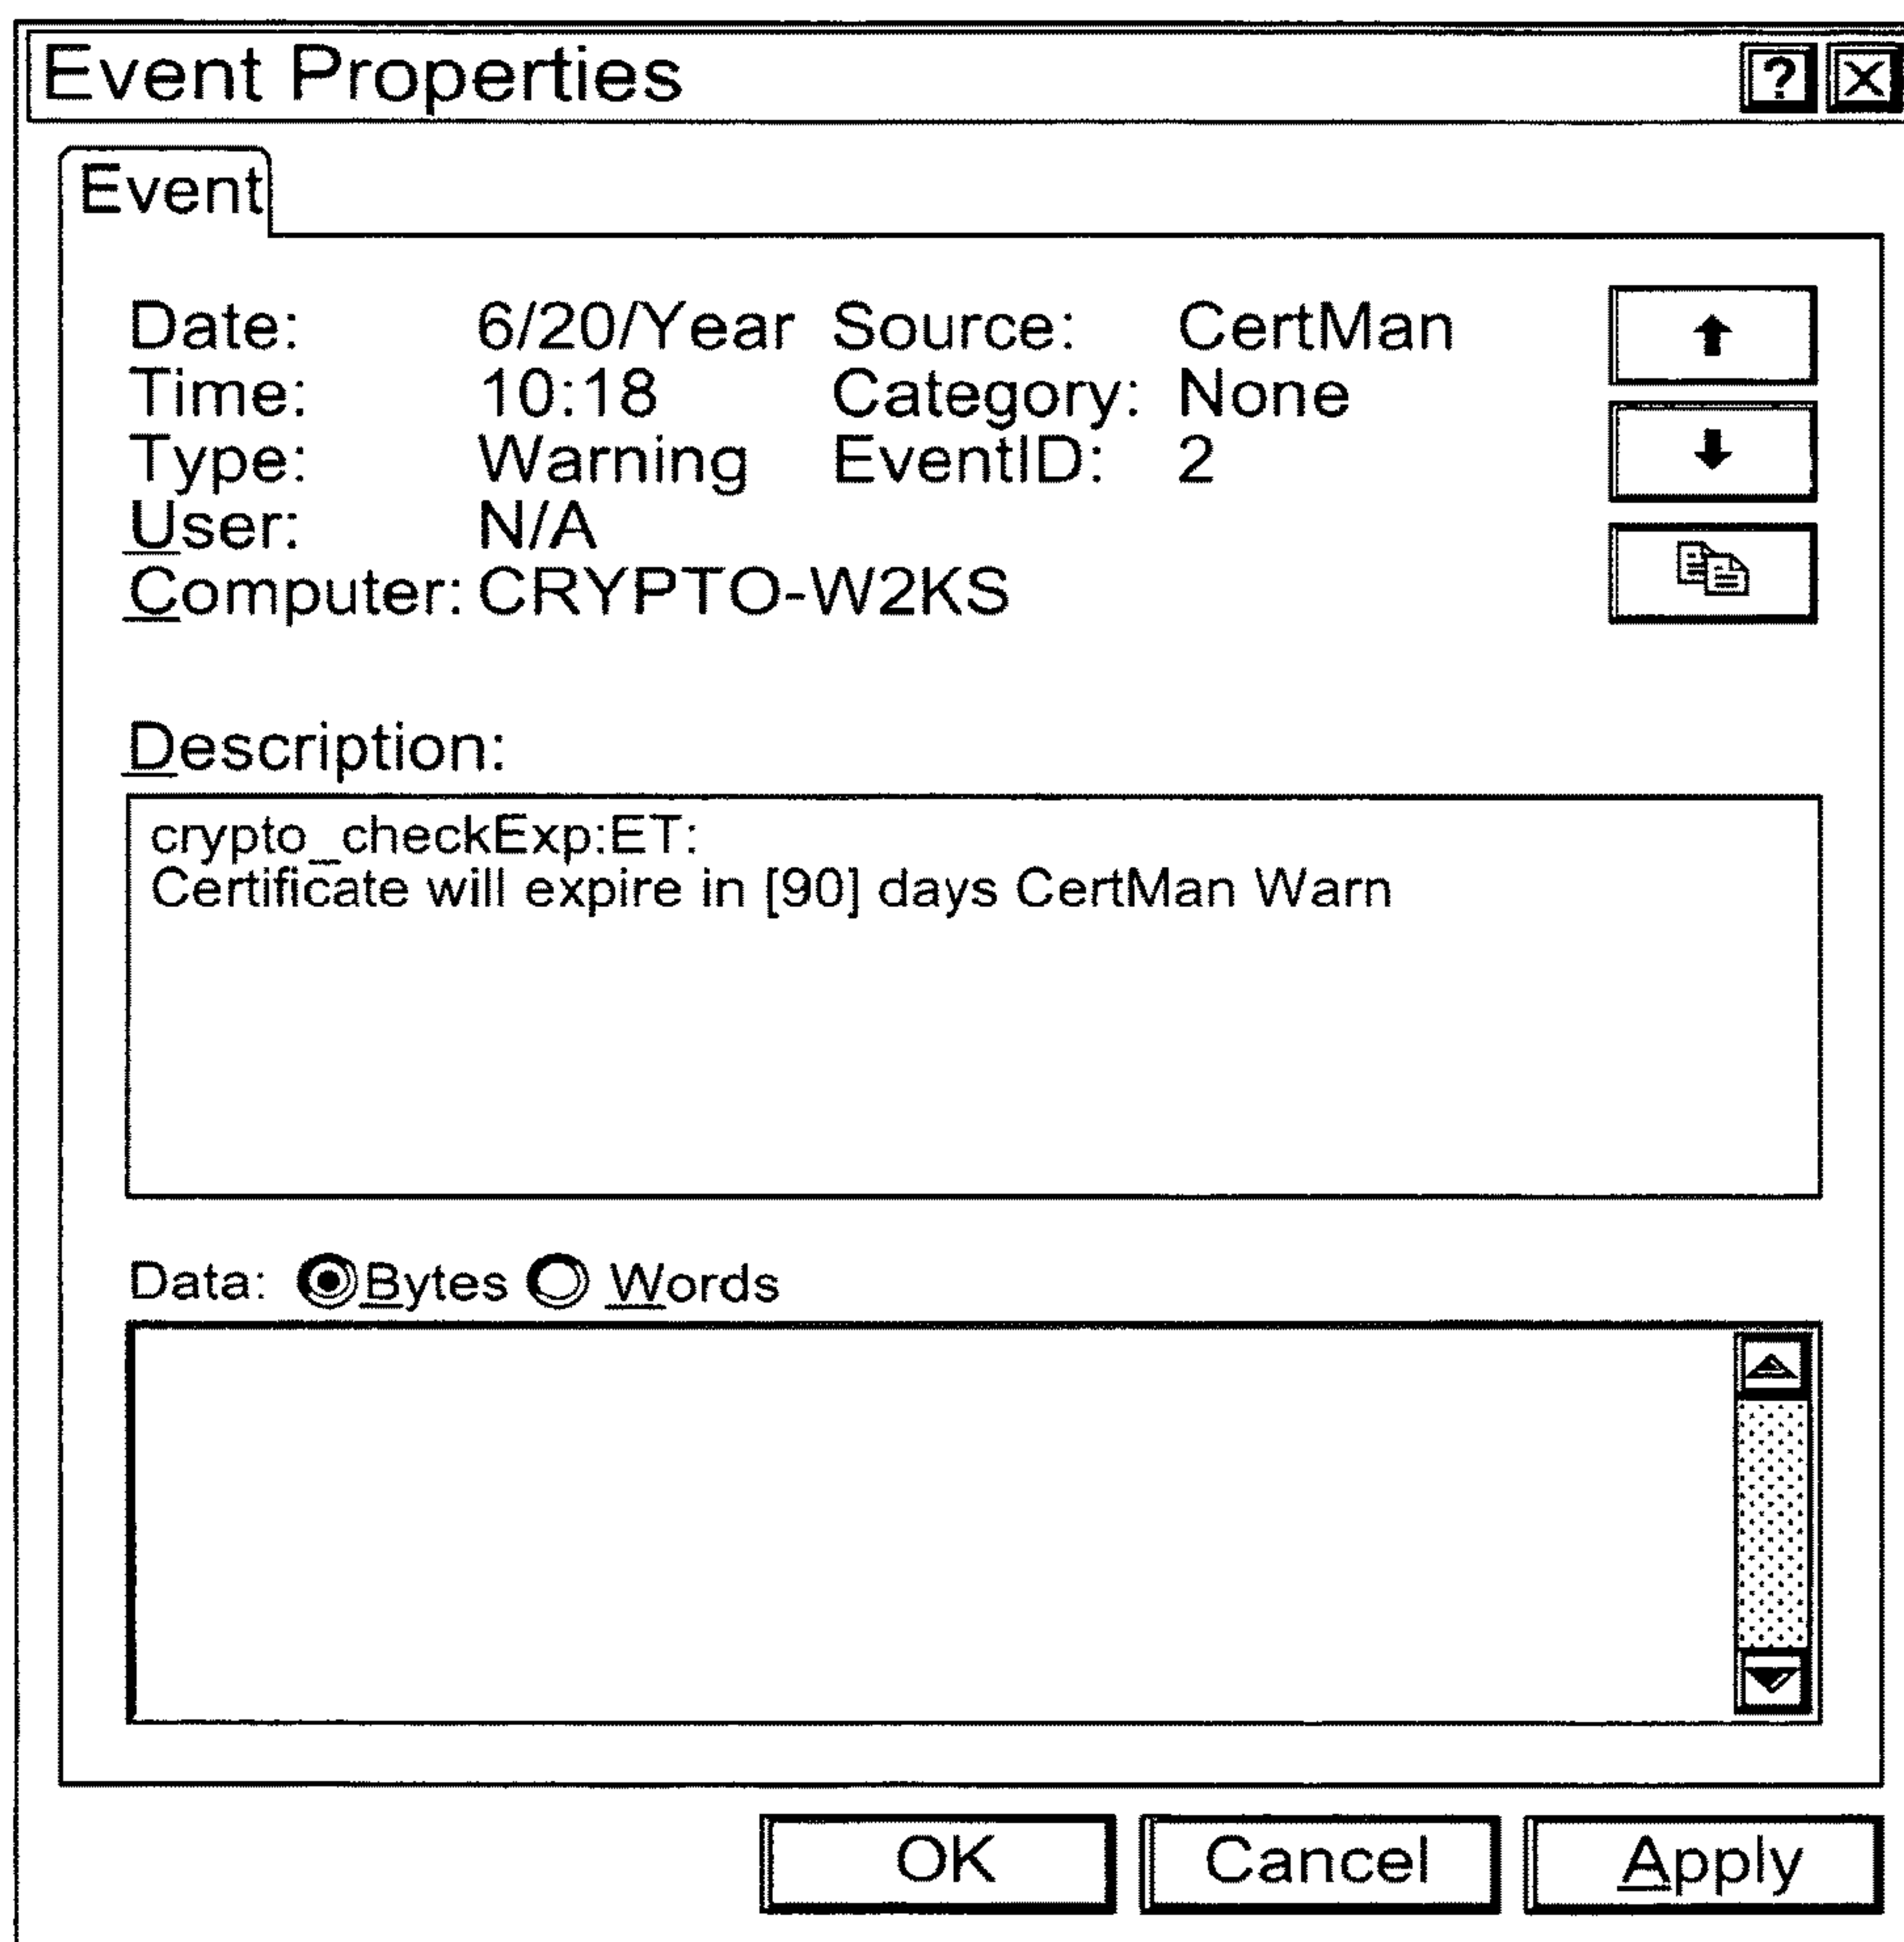 Event Properties ? X
Event
Date: 6/20/Year Source: CertMan
Time: 10:18 Category: None
Type: Warning EventID: 2
User: N/A
Computer: CRYPTO-W2KS
Description:
crypto_checkExp:ET:
Certificate will expire in [90] days CertMan Warn
Data: Bytes Words
OK Cancel Apply